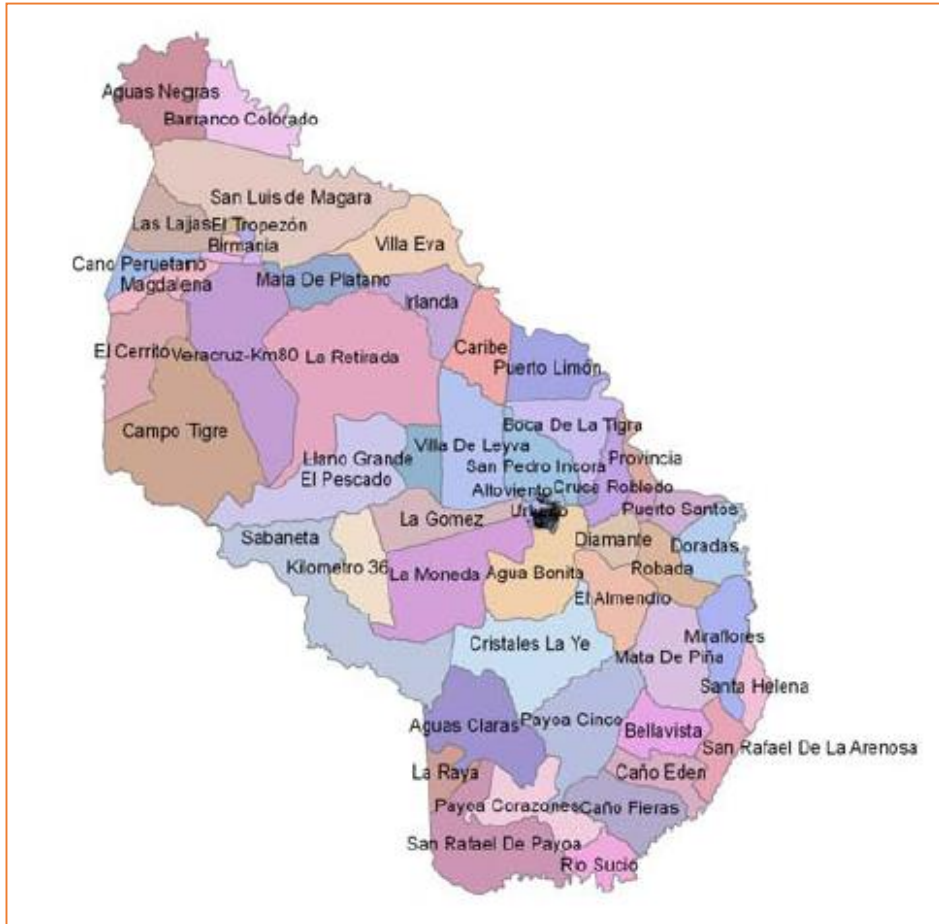 Aguas Negras
Barranco Colorado
San Luis de Magara
Las Lajas
El Tropezón
Birmania
Villa Eva
Cano Peruetano
Magdalena
Mata De Platano
Irlanda
El Cerrito
Veracruz-Km80
La Retirada
Caribe
Puerto Limón
Campo Tigre
Boca De La Tigra
Villa De Leyva
Llano Grande
El Pescado
San Pedro Incora
Provincia
Altoviento
Cruce Robledo
Urbano
Puerto Santos
La Gomez
Sabaneta
Diamante
Doradas
Kilometro 36
La Moneda
Agua Bonita
Robada
El Almendro
Cristales La Ye
Miraflores
Mata De Piña
Santa Helena
Aguas Claras
Payoa Cinco
Bellavista
San Rafael De La Arenosa
La Raya
Caño Eden
Payoa Corazones
Caño Fieras
San Rafael De Payoa
Rio Sucio